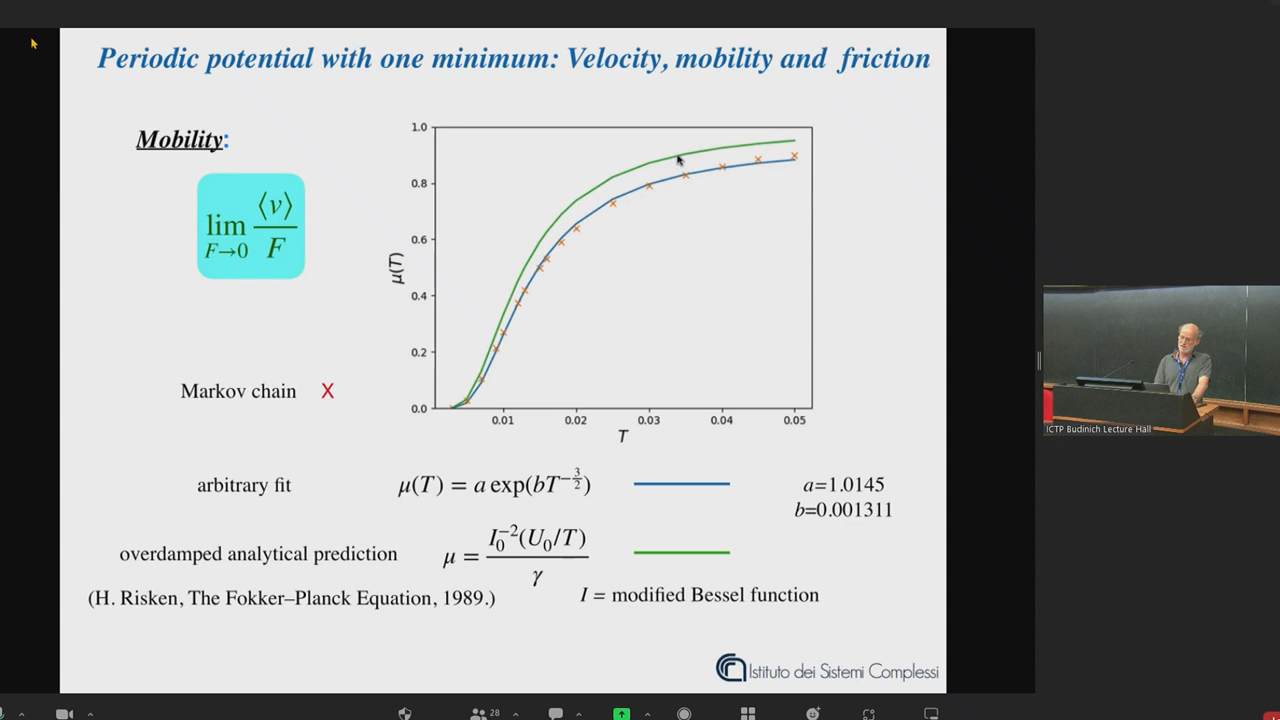 Periodic potential with one minimum: Velocity, mobility and friction
Mobility:
lim F→0 ⟨v⟩/F
1.0
0.8
0.6
0.4
0.2
0.0
μ(T)
0.01 0.02 0.03 0.04 0.05
T
Markov chain X
arbitrary fit μ(T) = a exp(bT^{-3/2}) a=1.0145
b=0.001311
overdamped analytical prediction μ = I_0^{-2}(U_0/T)/γ
(H. Risken, The Fokker–Planck Equation, 1989.) I = modified Bessel function
Istituto dei Sistemi Complessi
ICTP Budinich Lecture Hall
28